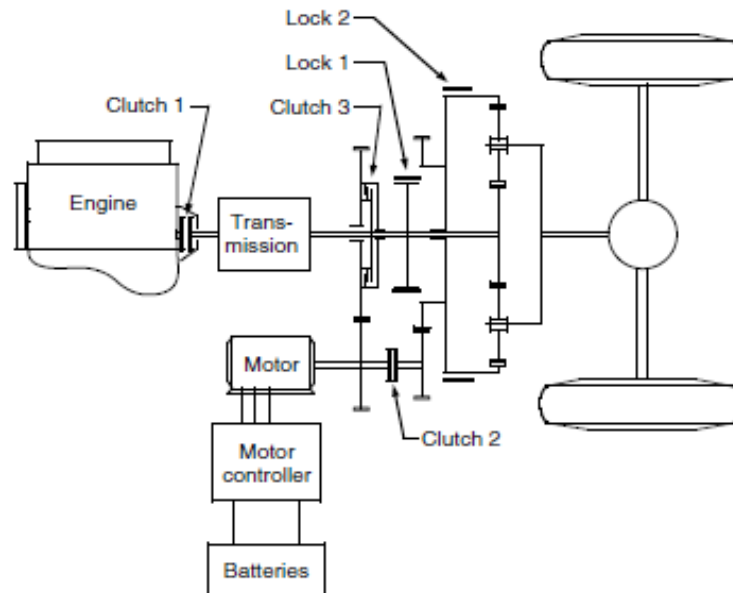 Lock 2
Lock 1
Clutch 1
Clutch 3
Engine
Trans-
mission
Motor
Clutch 2
Motor
controller
Batteries